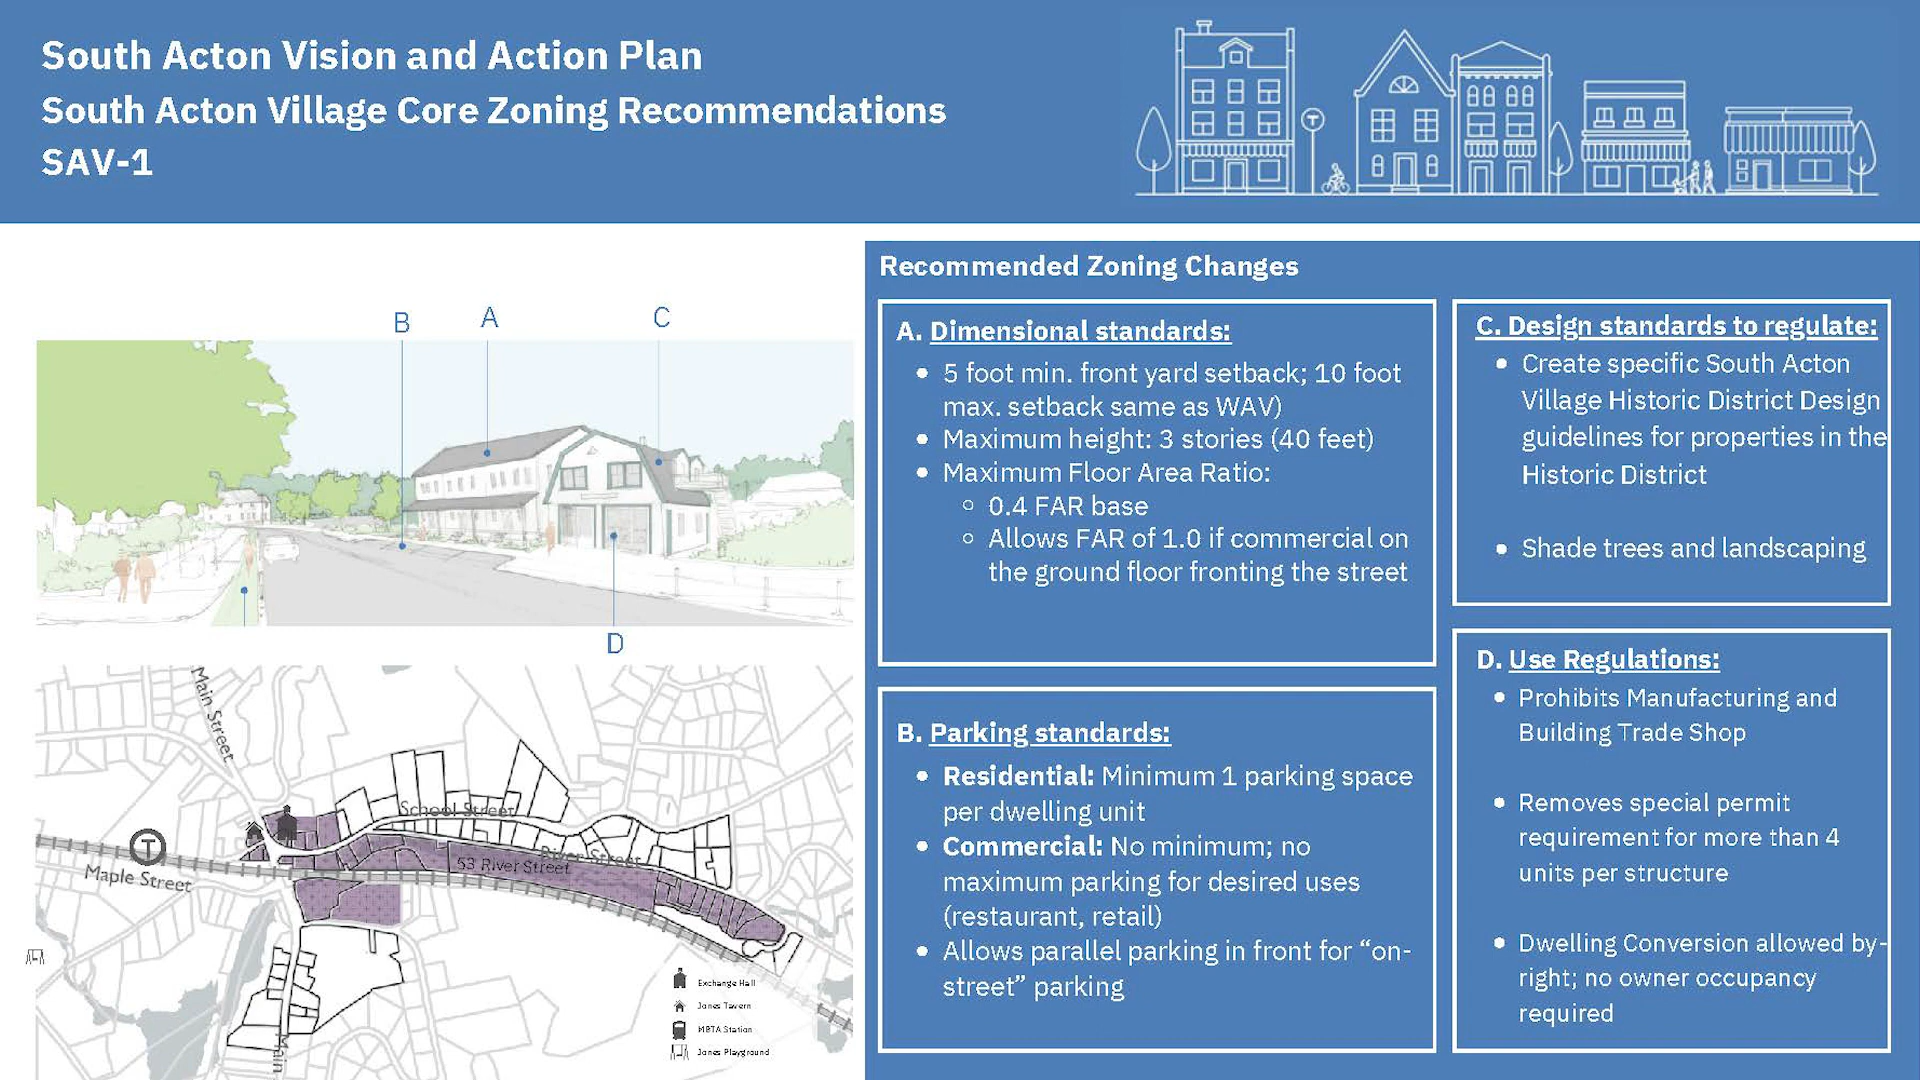 South Acton Vision and Action Plan
South Acton Village Core Zoning Recommendations
SAV-1
T
B
A
C
D
Main Street
School Street
River Street
53 River Street
T
Maple Street
Main
Exchange Hall
Jones Tavern
MBTA Station
Jones Playground
Recommended Zoning Changes
A. Dimensional standards:
• 5 foot min. front yard setback; 10 foot
max. setback same as WAV)
• Maximum height: 3 stories (40 feet)
• Maximum Floor Area Ratio:
○ 0.4 FAR base
○ Allows FAR of 1.0 if commercial on
the ground floor fronting the street
B. Parking standards:
• Residential: Minimum 1 parking space
per dwelling unit
• Commercial: No minimum; no
maximum parking for desired uses
(restaurant, retail)
• Allows parallel parking in front for “on-
street” parking
C. Design standards to regulate:
• Create specific South Acton
Village Historic District Design
guidelines for properties in the
Historic District
• Shade trees and landscaping
D. Use Regulations:
• Prohibits Manufacturing and
Building Trade Shop
• Removes special permit
requirement for more than 4
units per structure
• Dwelling Conversion allowed by-
right; no owner occupancy
required